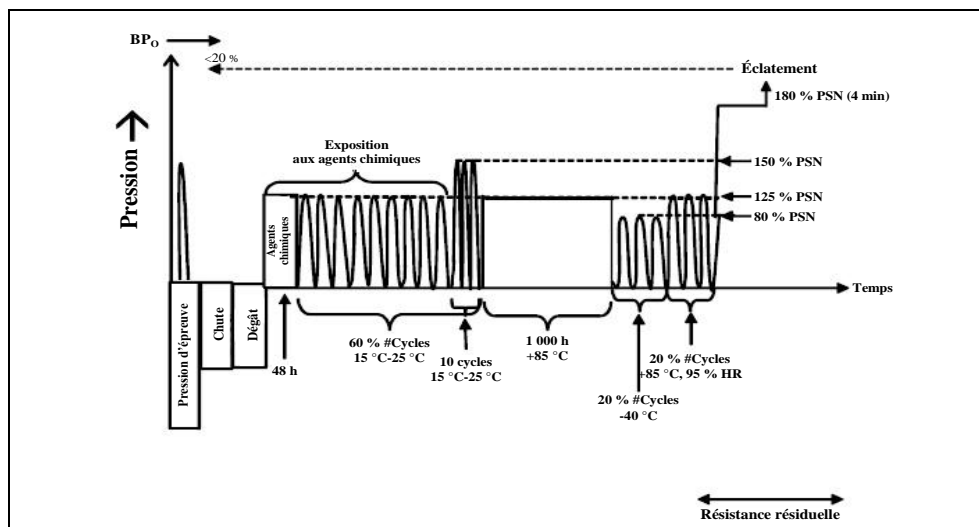 BPO
<20 %
Éclatement
180 % PSN (4 min)
Pression
Exposition
aux agents chimiques
150 % PSN
125 % PSN
80 % PSN
Agents
chimiques
Temps
Pression d'épreuve
Chute
Dégât
48 h
60 % #Cycles
15 °C-25 °C
10 cycles
15 °C-25 °C
1 000 h
+85 °C
20 % #Cycles
+85 °C, 95 % HR
20 % #Cycles
-40 °C
Résistance résiduelle